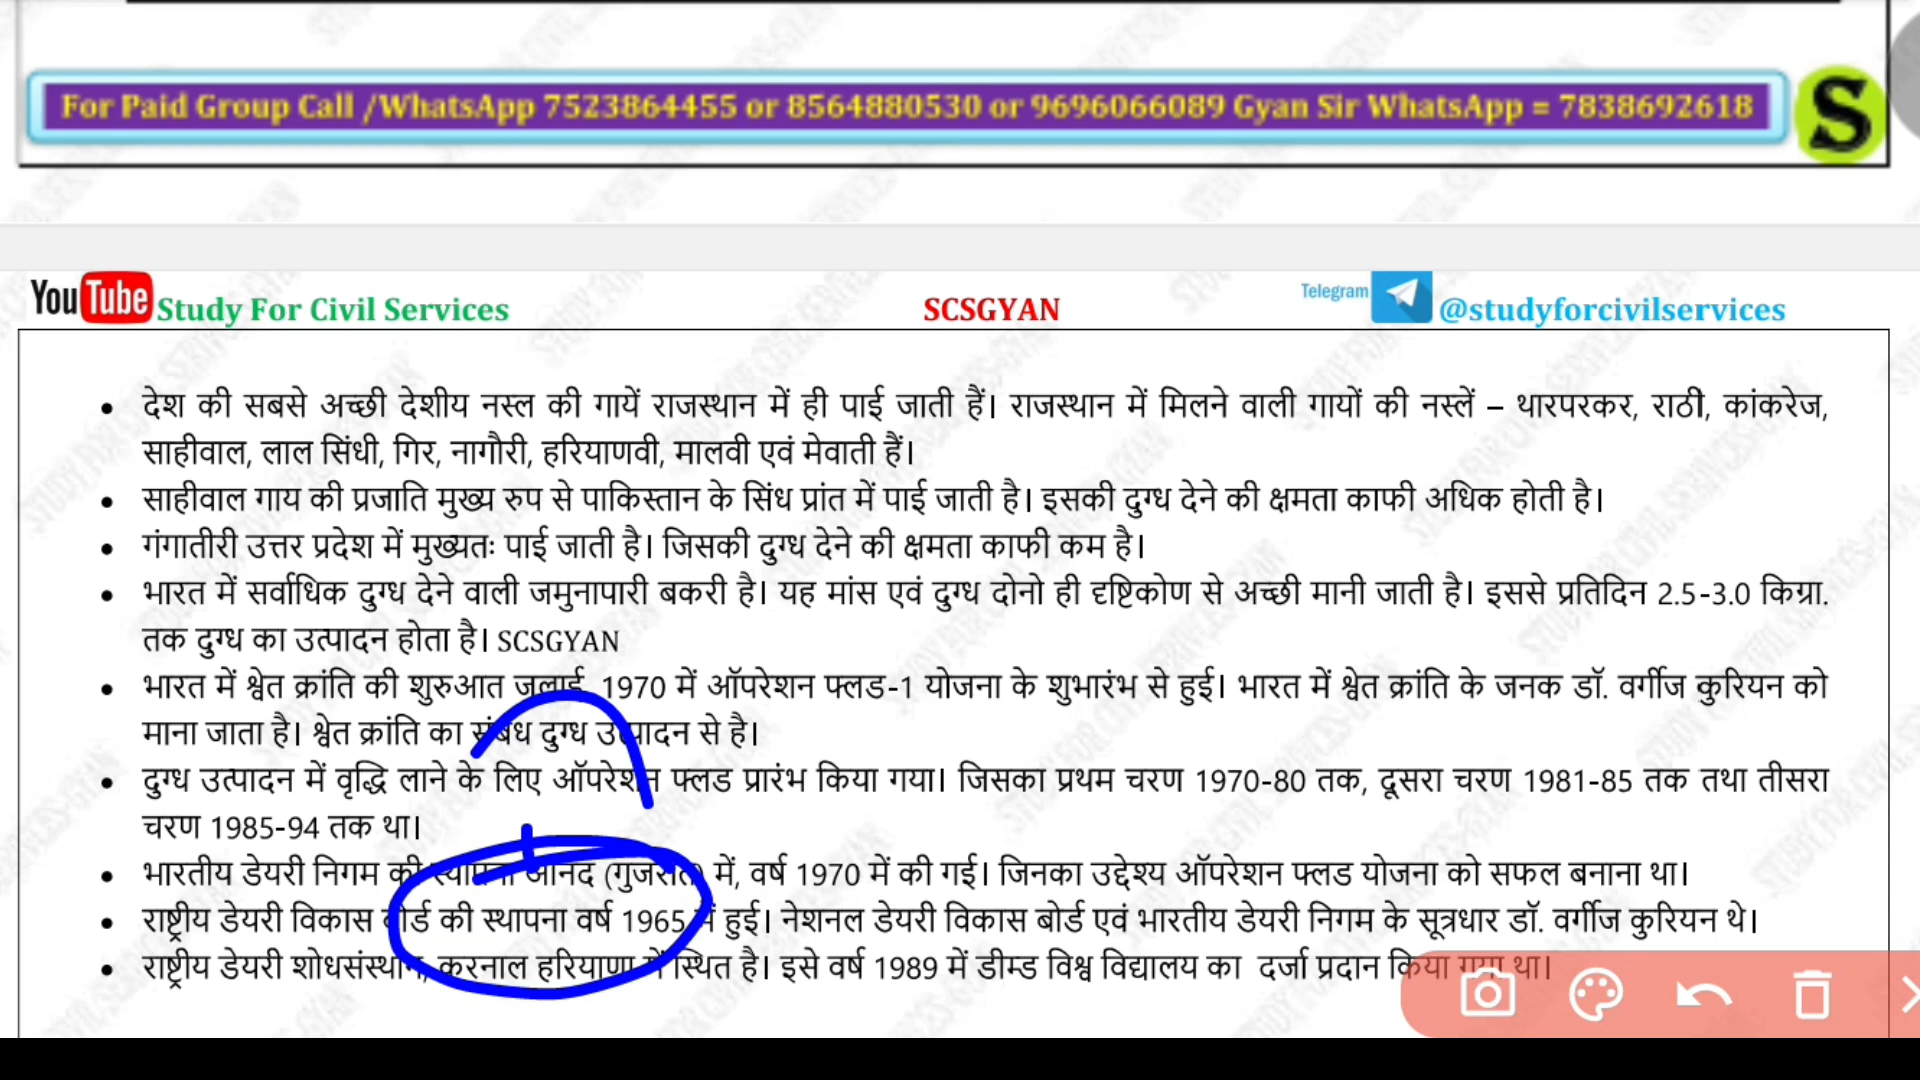 For Paid Group Call /WhatsApp 7523864455 or 8564880530 or 9696066089 Gyan Sir WhatsApp = 7838692618
S
YouTube Study For Civil Services SCSGYAN Telegram @studyforcivilservices
• देश की सबसे अच्छी देशीय नस्ल की गायें राजस्थान में ही पाई जाती हैं। राजस्थान में मिलने वाली गायों की नस्लें – थारपरकर, राठी, कांकरेज,
साहीवाल, लाल सिंधी, गिर, नागौरी, हरियाणवी, मालवी एवं मेवाती हैं।
• साहीवाल गाय की प्रजाति मुख्य रुप से पाकिस्तान के सिंध प्रांत में पाई जाती है। इसकी दुग्ध देने की क्षमता काफी अधिक होती है।
• गंगातीरी उत्तर प्रदेश में मुख्यतः पाई जाती है। जिसकी दुग्ध देने की क्षमता काफी कम है।
• भारत में सर्वाधिक दुग्ध देने वाली जमुनापारी बकरी है। यह मांस एवं दुग्ध दोनो ही दृष्टिकोण से अच्छी मानी जाती है। इससे प्रतिदिन 2.5-3.0 किग्रा.
तक दुग्ध का उत्पादन होता है। SCSGYAN
• भारत में श्वेत क्रांति की शुरुआत जुलाई, 1970 में ऑपरेशन फ्लड-1 योजना के शुभारंभ से हुई। भारत में श्वेत क्रांति के जनक डॉ. वर्गीज कुरियन को
माना जाता है। श्वेत क्रांति का संबंध दुग्ध उत्पादन से है।
• दुग्ध उत्पादन में वृद्धि लाने के लिए ऑपरेशन फ्लड प्रारंभ किया गया। जिसका प्रथम चरण 1970-80 तक, दूसरा चरण 1981-85 तक तथा तीसरा
चरण 1985-94 तक था।
• भारतीय डेयरी निगम की स्थापना आनंद (गुजरात) में, वर्ष 1970 में की गई। जिनका उद्देश्य ऑपरेशन फ्लड योजना को सफल बनाना था।
• राष्ट्रीय डेयरी विकास बोर्ड की स्थापना वर्ष 1965 में हुई। नेशनल डेयरी विकास बोर्ड एवं भारतीय डेयरी निगम के सूत्रधार डॉ. वर्गीज कुरियन थे।
• राष्ट्रीय डेयरी शोधसंस्थान, करनाल हरियाणा में स्थित है। इसे वर्ष 1989 में डीम्ड विश्व विद्यालय का दर्जा प्रदान किया गया था।